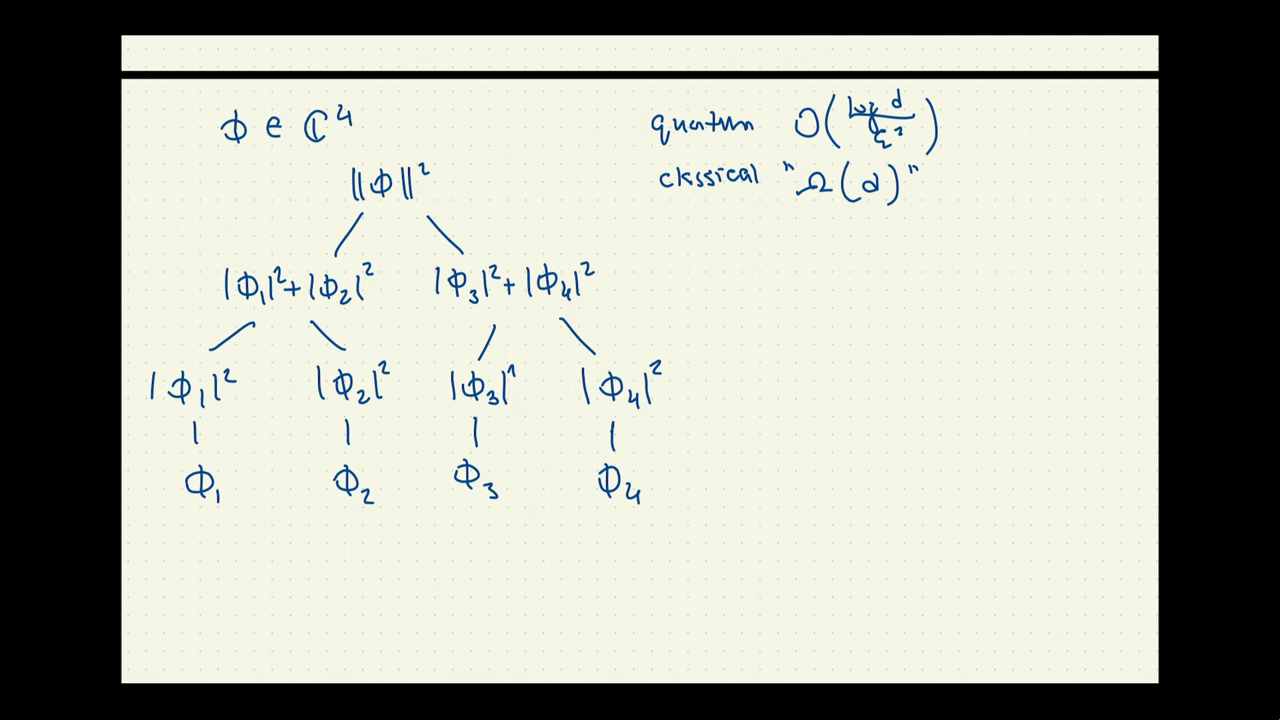 Φ ∈ ℂ⁴
quantum O(log d / ε²)
classical "Ω(d)"
‖Φ‖²
|Φ₁|²+|Φ₂|² |Φ₃|²+|Φ₄|²
|Φ₁|² |Φ₂|² |Φ₃|² |Φ₄|²
Φ₁ Φ₂ Φ₃ Φ₄